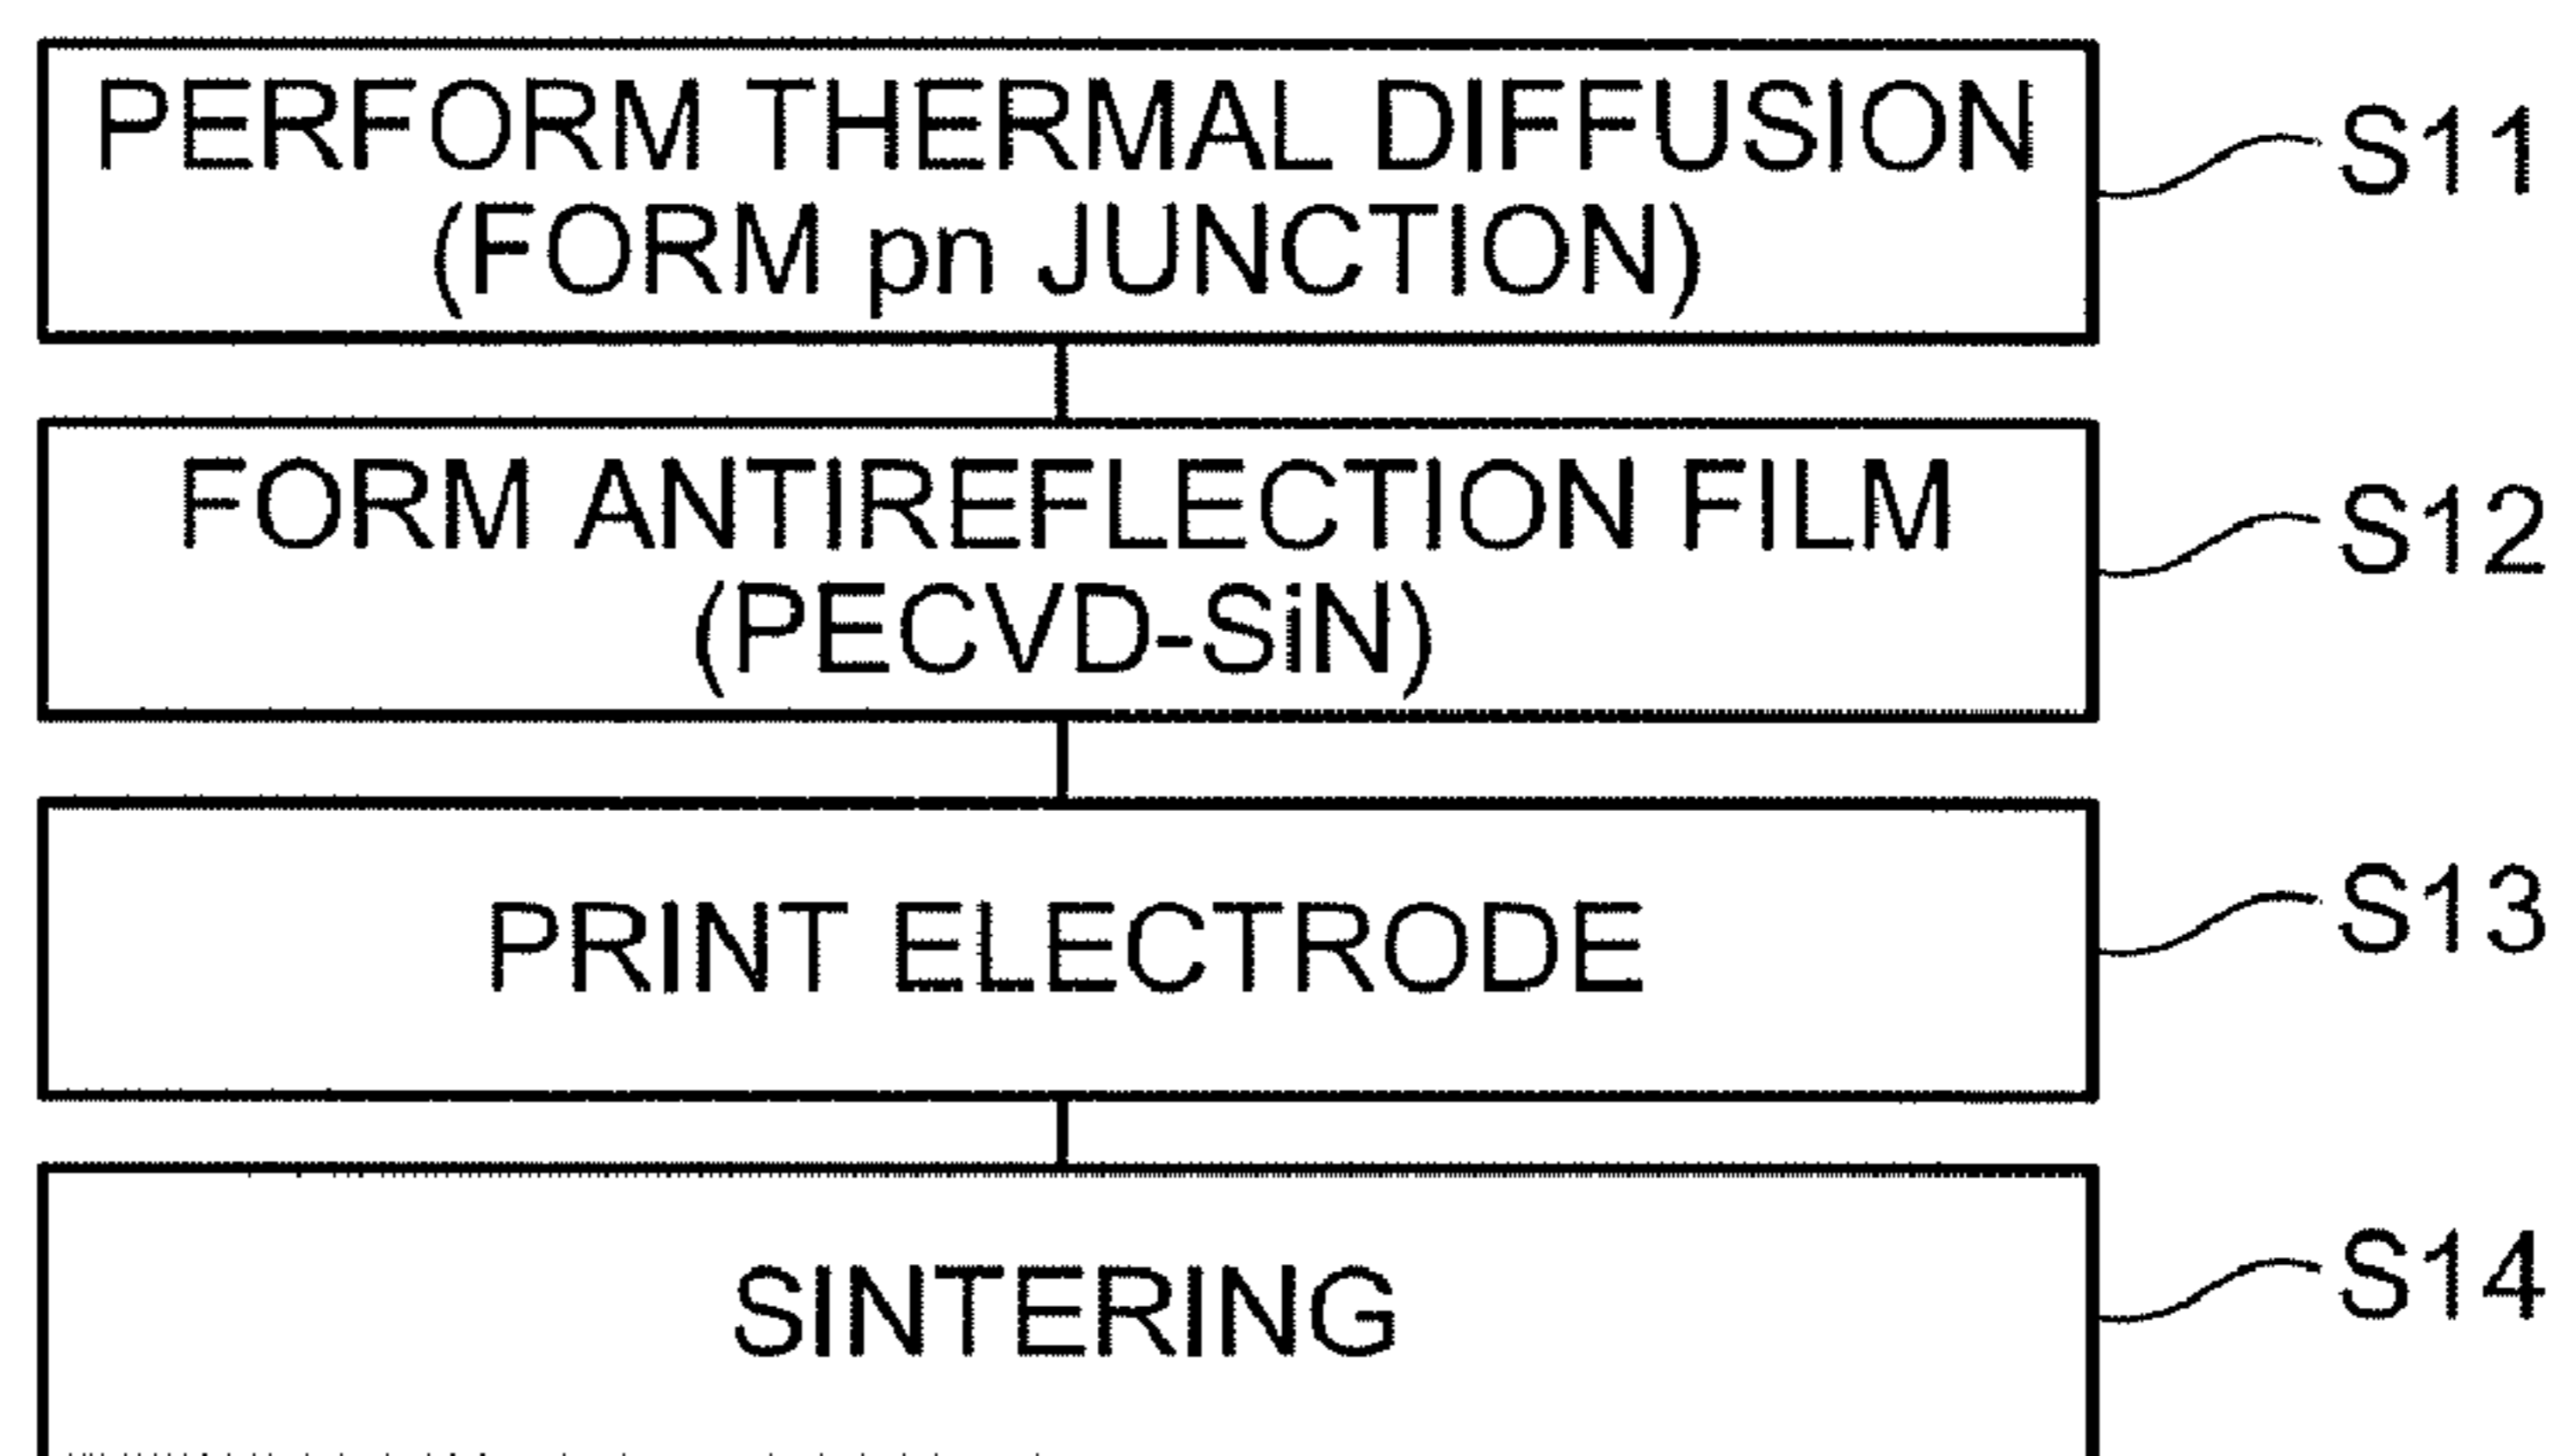 PERFORM THERMAL DIFFUSION
(FORM pn JUNCTION)
S11
FORM ANTIREFLECTION FILM
(PECVD-SiN)
S12
PRINT ELECTRODE
S13
SINTERING
S14